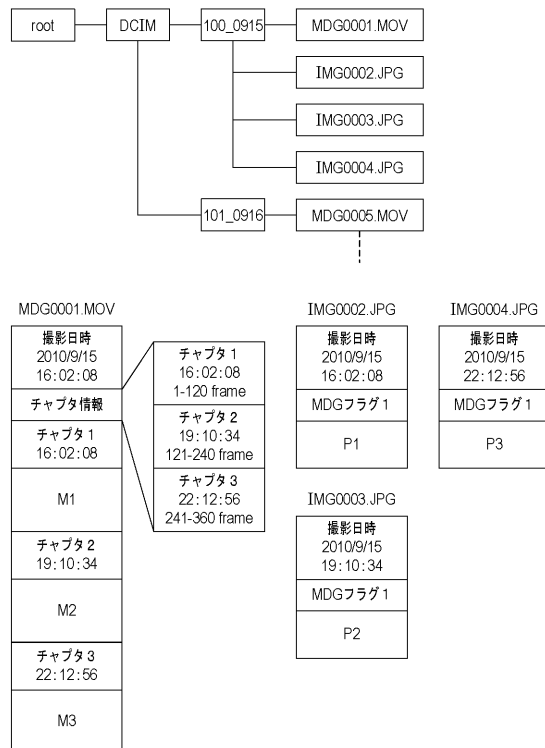 root
DCIM
100_0915
MDG0001.MOV
IMG0002.JPG
IMG0003.JPG
IMG0004.JPG
101_0916
MDG0005.MOV
MDG0001.MOV
撮影日時
2010/9/15
16:02:08
チャプタ情報
チャプタ 1
16:02:08
M1
チャプタ 2
19:10:34
M2
チャプタ 3
22:12:56
M3
チャプタ 1
16:02:08
1-120 frame
チャプタ 2
19:10:34
121-240 frame
チャプタ 3
22:12:56
241-360 frame
IMG0002.JPG
撮影日時
2010/9/15
16:02:08
MDGフラグ 1
P1
IMG0004.JPG
撮影日時
2010/9/15
22:12:56
MDGフラグ 1
P3
IMG0003.JPG
撮影日時
2010/9/15
19:10:34
MDGフラグ 1
P2